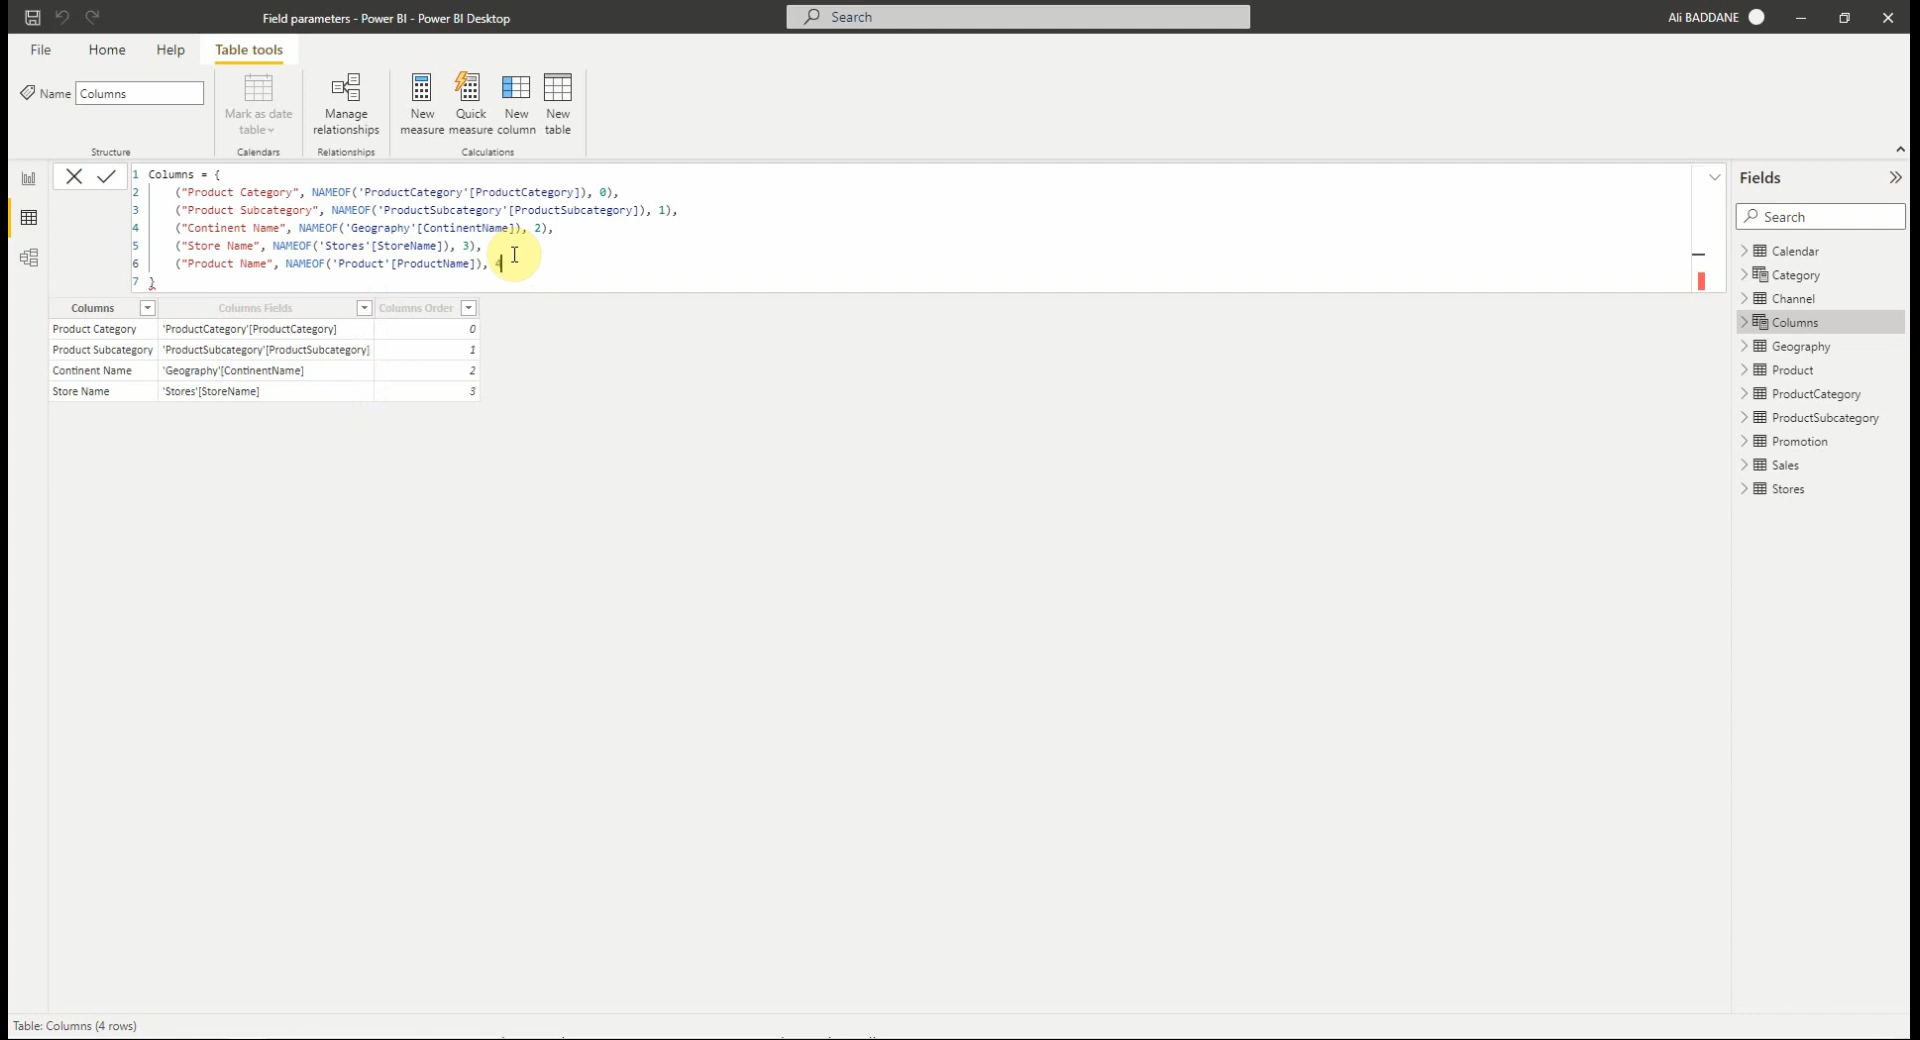 Field parameters - Power BI - Power BI Desktop
Search
Ali BADDANE
File
Home
Help
Table tools
Name
Columns
Mark as date
table
Manage
relationships
New
measure
Quick
measure
New
column
New
table
Structure
Calendars
Relationships
Calculations
1 Columns = {
2 ("Product Category", NAMEOF('ProductCategory'[ProductCategory]), 0),
3 ("Product Subcategory", NAMEOF('ProductSubcategory'[ProductSubcategory]), 1),
4 ("Continent Name", NAMEOF('Geography'[ContinentName]), 2),
5 ("Store Name", NAMEOF('Stores'[StoreName]), 3),
6 ("Product Name", NAMEOF('Product'[ProductName]), 4
7 }
Columns Columns Fields Columns Order
Product Category 'ProductCategory'[ProductCategory] 0
Product Subcategory 'ProductSubcategory'[ProductSubcategory] 1
Continent Name 'Geography'[ContinentName] 2
Store Name 'Stores'[StoreName] 3
Fields
Search
Calendar
Category
Channel
Columns
Geography
Product
ProductCategory
ProductSubcategory
Promotion
Sales
Stores
Table: Columns (4 rows)